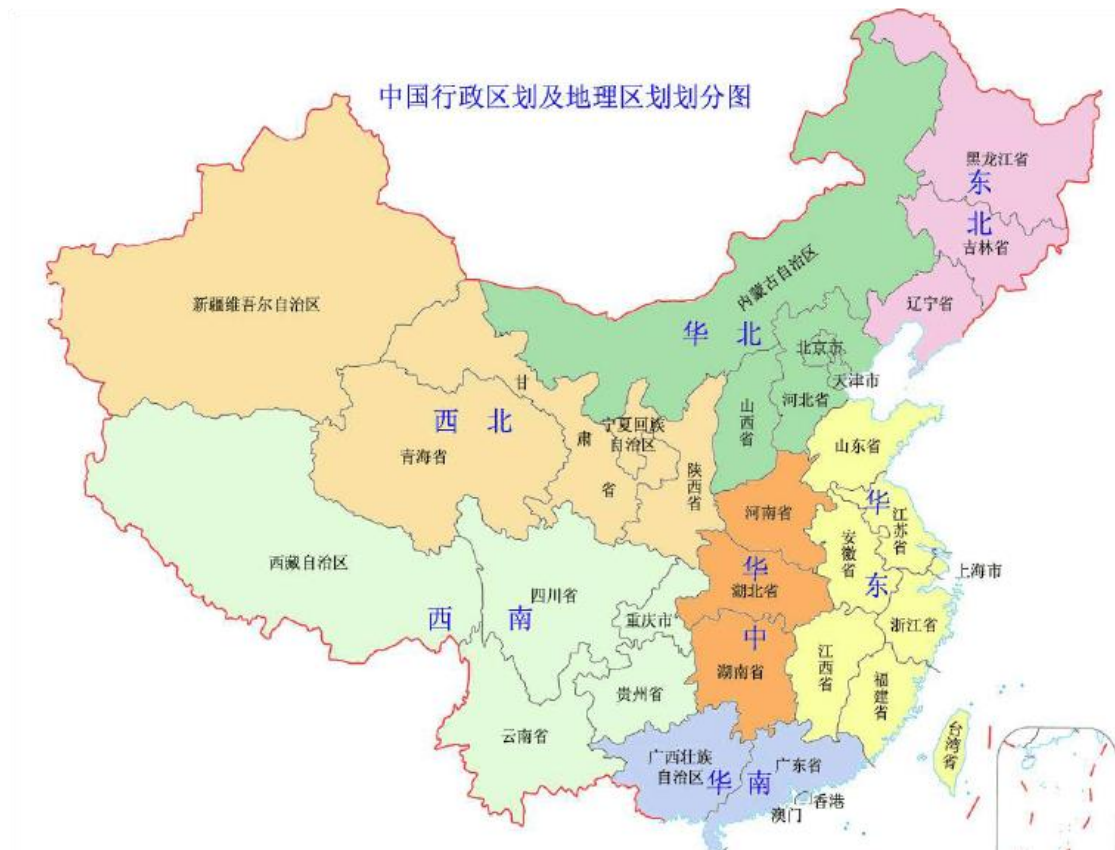 中国行政区划及地理区划划分图
黑龙江省
东
北
吉林省
辽宁省
内蒙古自治区
华 北
北京市
天津市
河北省
山西省
新疆维吾尔自治区
甘
肃
省
西 北
青海省
宁夏回族
自治区
陕西省
山东省
华
江苏省
安徽省
东
上海市
浙江省
江西省
福建省
台湾省
河南省
华
湖北省
中
湖南省
西藏自治区
西 南
四川省
重庆市
贵州省
云南省
广西壮族
自治区
华 南
广东省
香港
澳门